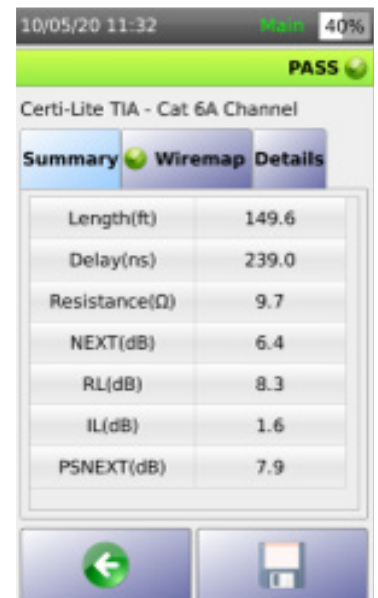 10/05/20 11:32 Main 40%
PASS
Certi-Lite TIA - Cat 6A Channel
Summary Wiremap Details
Length(ft) 149.6
Delay(ns) 239.0
Resistance(Ω) 9.7
NEXT(dB) 6.4
RL(dB) 8.3
IL(dB) 1.6
PSNEXT(dB) 7.9